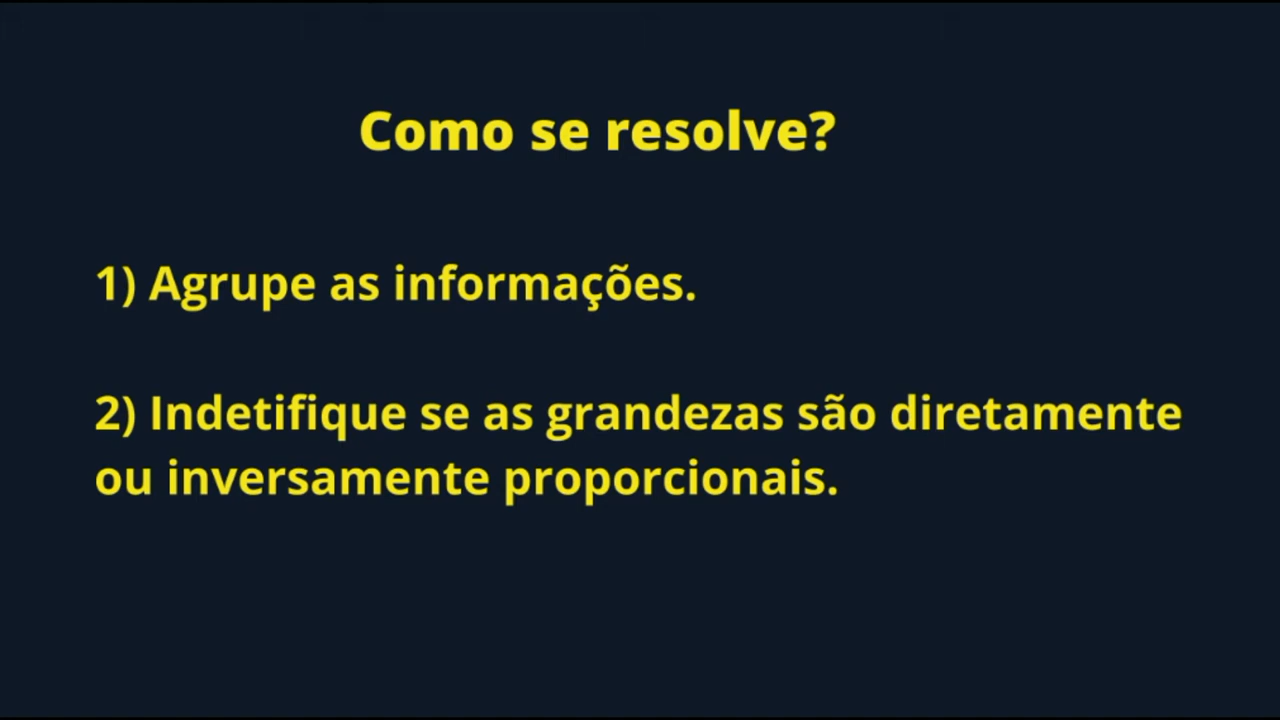 Como se resolve?
1) Agrupe as informações.
2) Indetifique se as grandezas são diretamente
ou inversamente proporcionais.